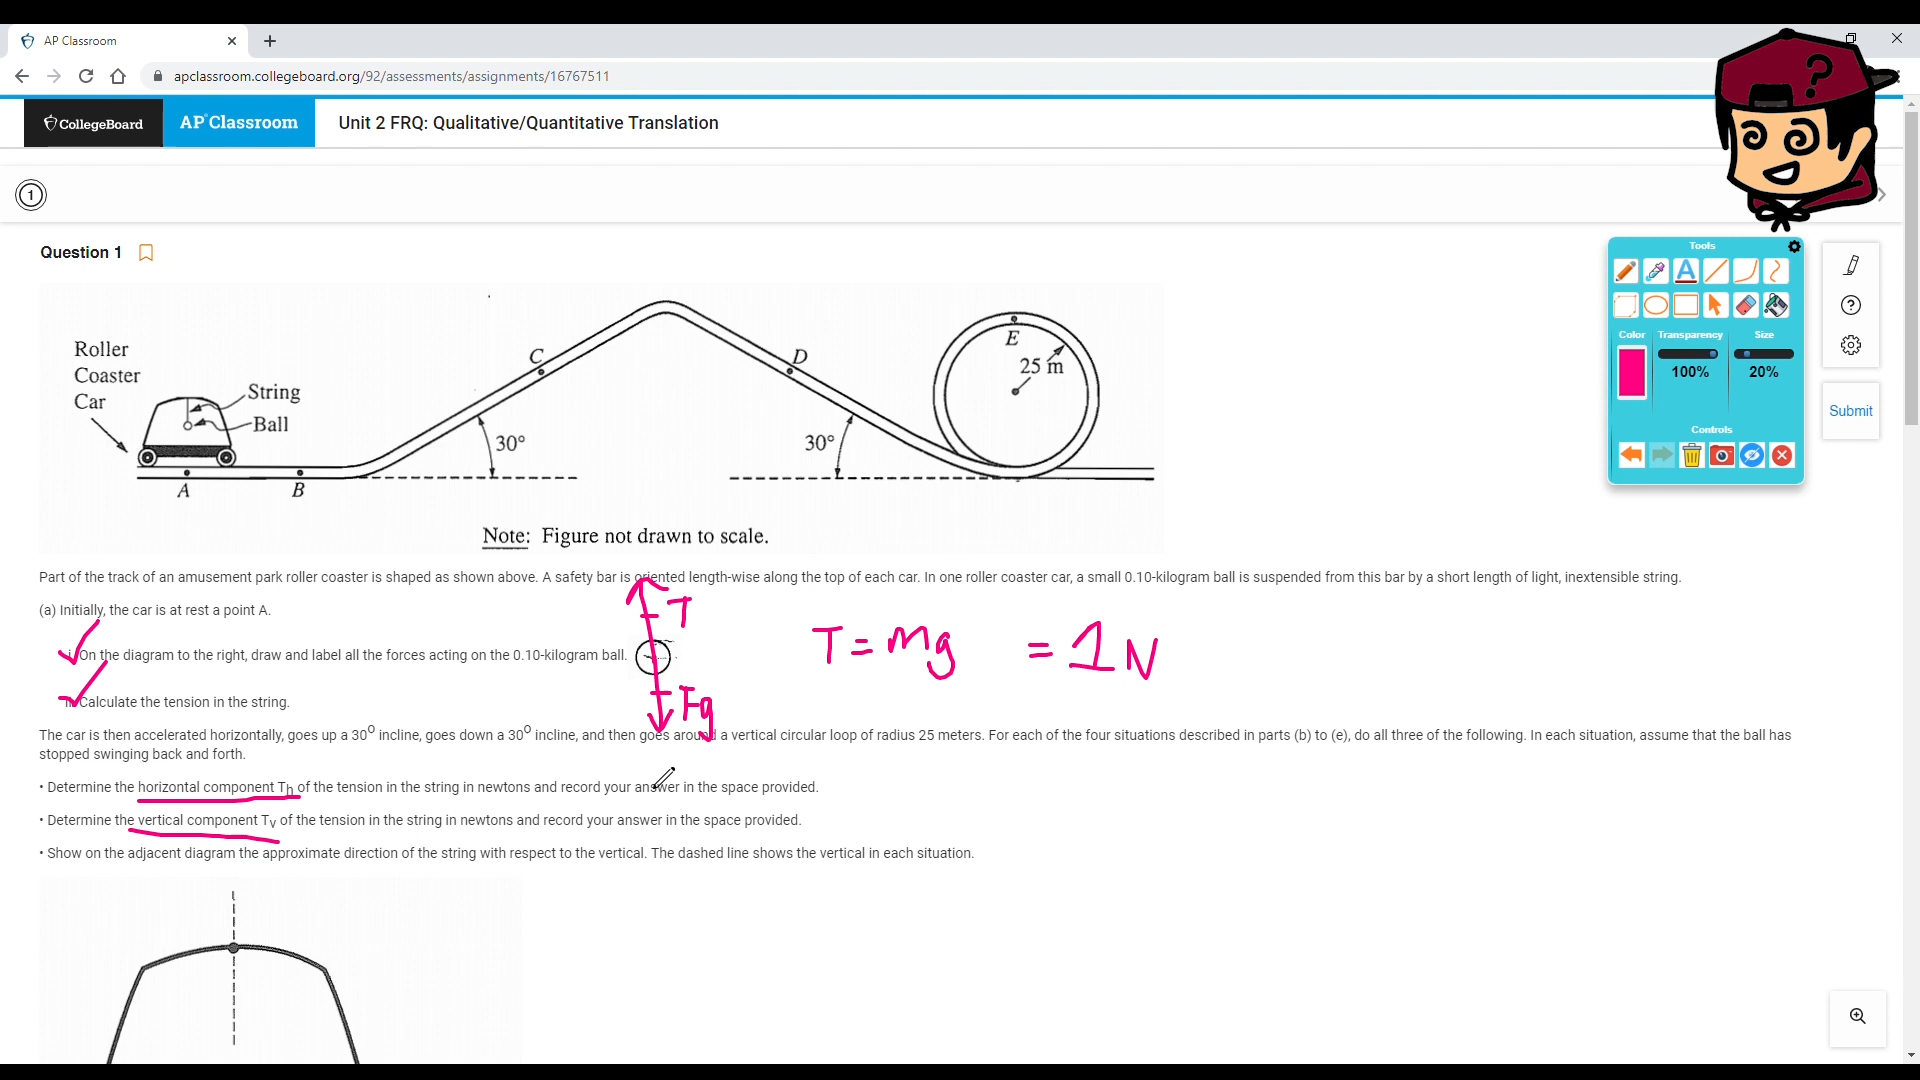 AP Classroom
apclassroom.collegeboard.org/92/assessments/assignments/16767511
CollegeBoard
AP Classroom
Unit 2 FRQ: Qualitative/Quantitative Translation
?
1
Question 1
Tools
A
Color Transparency Size
100% 20%
Controls
Submit
Roller
Coaster
Car
String
Ball
A
B
C
30°
D
30°
E
25 m
Note: Figure not drawn to scale.
Part of the track of an amusement park roller coaster is shaped as shown above. A safety bar is oriented length-wise along the top of each car. In one roller coaster car, a small 0.10-kilogram ball is suspended from this bar by a short length of light, inextensible string.
(a) Initially, the car is at rest a point A.
i. On the diagram to the right, draw and label all the forces acting on the 0.10-kilogram ball.
T
Fg
T = mg = 1 N
ii. Calculate the tension in the string.
The car is then accelerated horizontally, goes up a 30° incline, goes down a 30° incline, and then goes around a vertical circular loop of radius 25 meters. For each of the four situations described in parts (b) to (e), do all three of the following. In each situation, assume that the ball has
stopped swinging back and forth.
• Determine the horizontal component Th of the tension in the string in newtons and record your answer in the space provided.
• Determine the vertical component Tv of the tension in the string in newtons and record your answer in the space provided.
• Show on the adjacent diagram the approximate direction of the string with respect to the vertical. The dashed line shows the vertical in each situation.